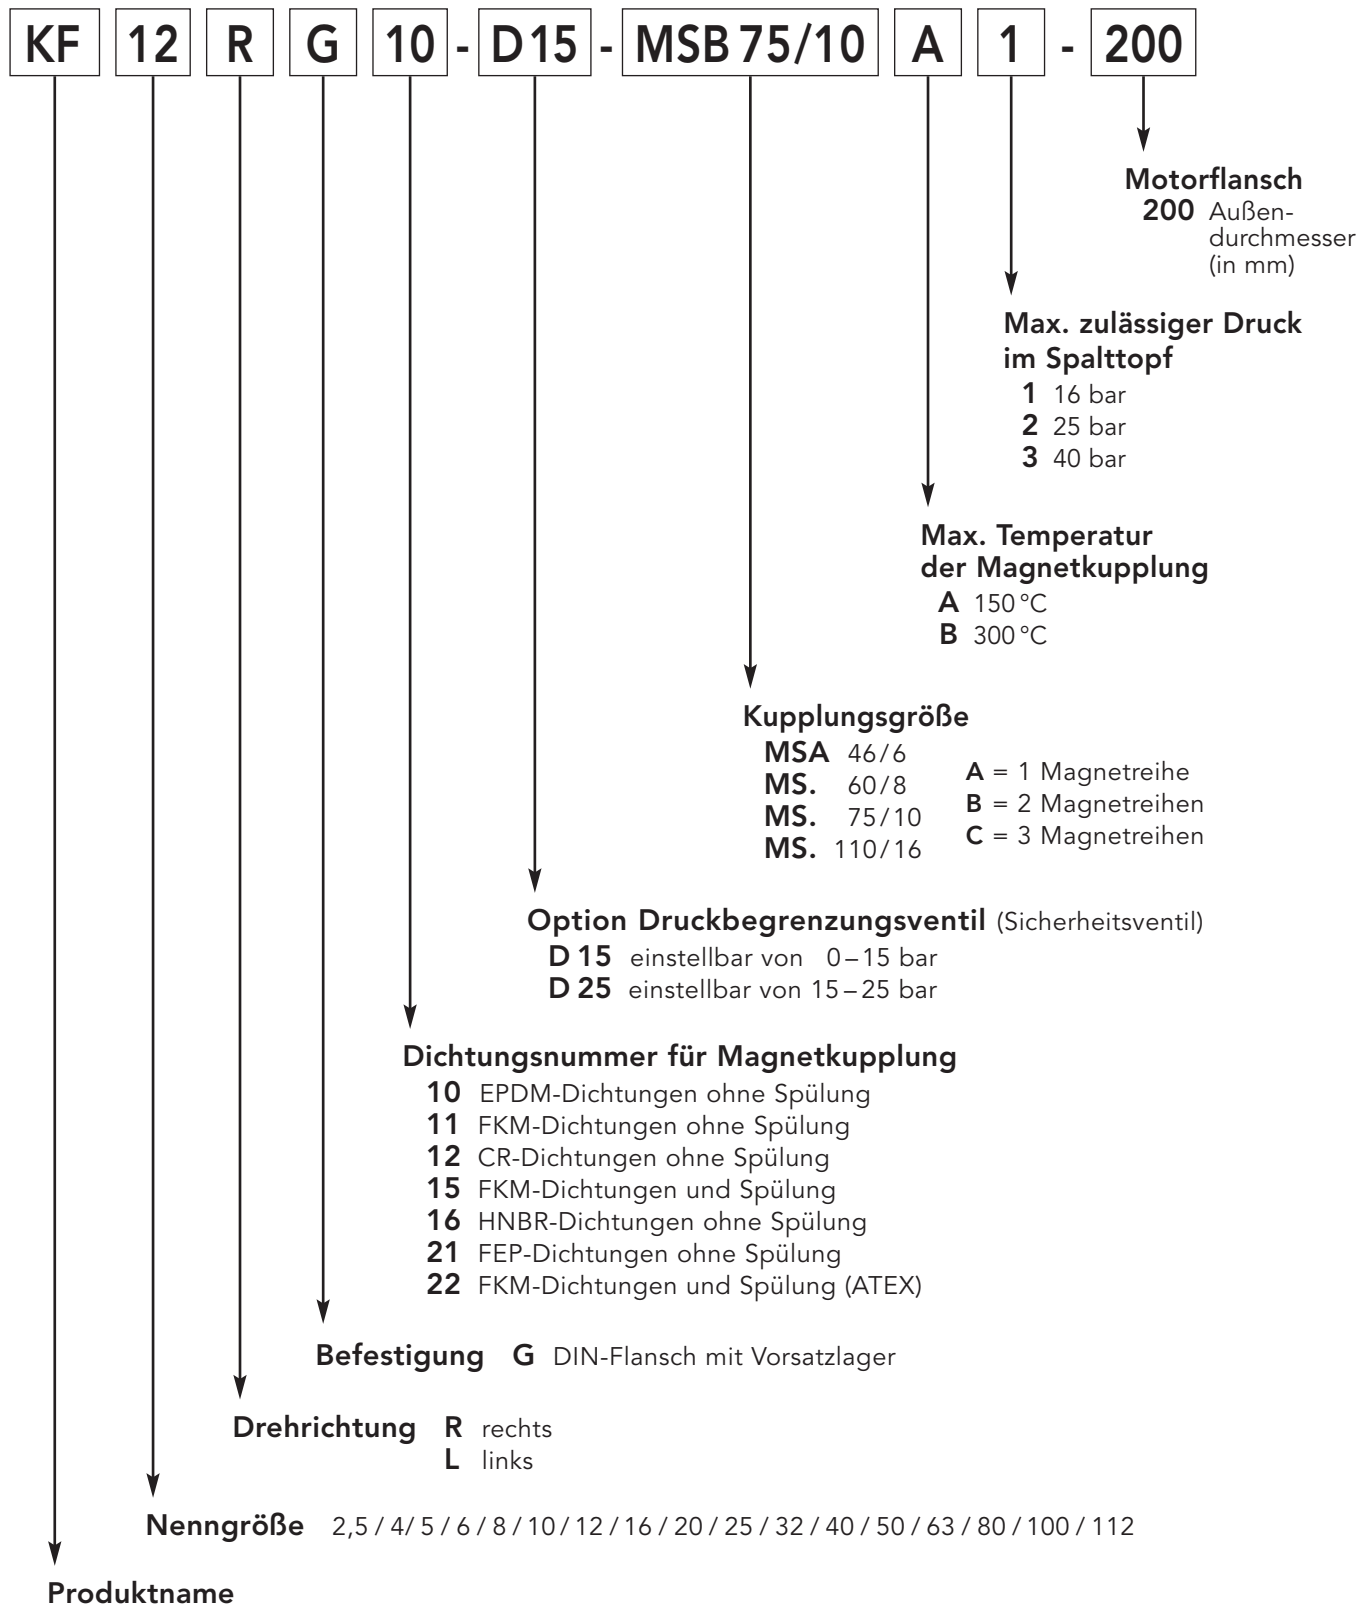 KF 12 R G 10 - D15 - MSB 75/10 A 1 - 200
Motorflansch
200 Außen-
durchmesser
(in mm)
Max. zulässiger Druck
im Spalttopf
1 16 bar
2 25 bar
3 40 bar
Max. Temperatur
der Magnetkupplung
A 150 °C
B 300 °C
Kupplungsgröße
MSA 46/6
MS. 60/8
MS. 75/10
MS. 110/16
A = 1 Magnetreihe
B = 2 Magnetreihen
C = 3 Magnetreihen
Option Druckbegrenzungsventil (Sicherheitsventil)
D 15 einstellbar von 0–15 bar
D 25 einstellbar von 15–25 bar
Dichtungsnummer für Magnetkupplung
10 EPDM-Dichtungen ohne Spülung
11 FKM-Dichtungen ohne Spülung
12 CR-Dichtungen ohne Spülung
15 FKM-Dichtungen und Spülung
16 HNBR-Dichtungen ohne Spülung
21 FEP-Dichtungen ohne Spülung
22 FKM-Dichtungen und Spülung (ATEX)
Befestigung G DIN-Flansch mit Vorsatzlager
Drehrichtung R rechts
L links
Nenngröße 2,5 / 4/ 5 / 6 / 8 / 10 / 12 / 16 / 20 / 25 / 32 / 40 / 50 / 63 / 80 / 100 / 112
Produktname